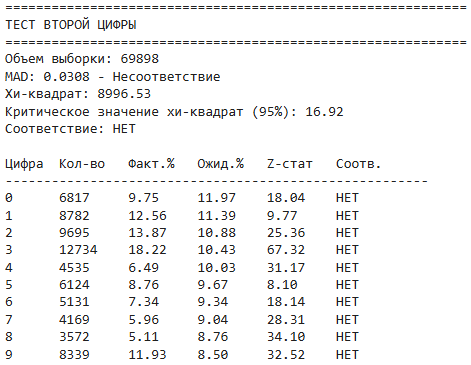 ============================================================
ТЕСТ ВТОРОЙ ЦИФРЫ
============================================================
Объем выборки: 69898
MAD: 0.0308 - Несоответствие
Хи-квадрат: 8996.53
Критическое значение хи-квадрат (95%): 16.92
Соответствие: НЕТ

Цифра  Кол-во   Факт.%   Ожид.%   Z-стат   Соотв.
-------------------------------------------------------
0      6817     9.75     11.97    18.04    НЕТ
1      8782     12.56    11.39    9.77     НЕТ
2      9695     13.87    10.88    25.36    НЕТ
3      12734    18.22    10.43    67.32    НЕТ
4      4535     6.49     10.03    31.17    НЕТ
5      6124     8.76     9.67     8.10     НЕТ
6      5131     7.34     9.34     18.14    НЕТ
7      4169     5.96     9.04     28.31    НЕТ
8      3572     5.11     8.76     34.10    НЕТ
9      8339     11.93    8.50     32.52    НЕТ